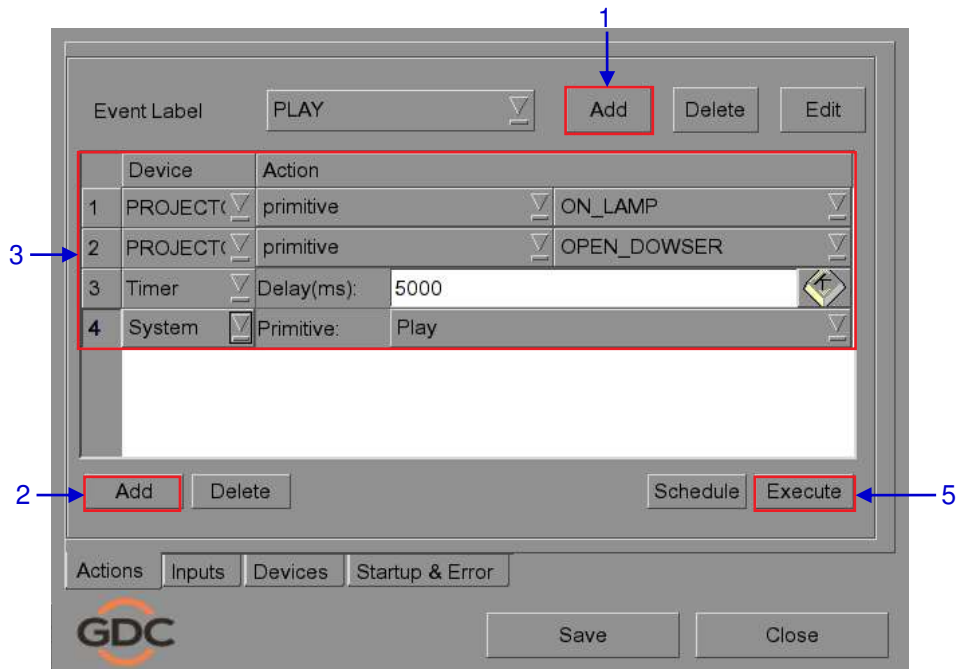 1
Event Label PLAY Add Delete Edit
Device Action
1 PROJECT( primitive ON_LAMP
3 2 PROJECT( primitive OPEN_DOWSER
3 Timer Delay(ms): 5000
4 System Primitive: Play
2 Add Delete Schedule Execute 5
Actions Inputs Devices Startup & Error
GDC Save Close